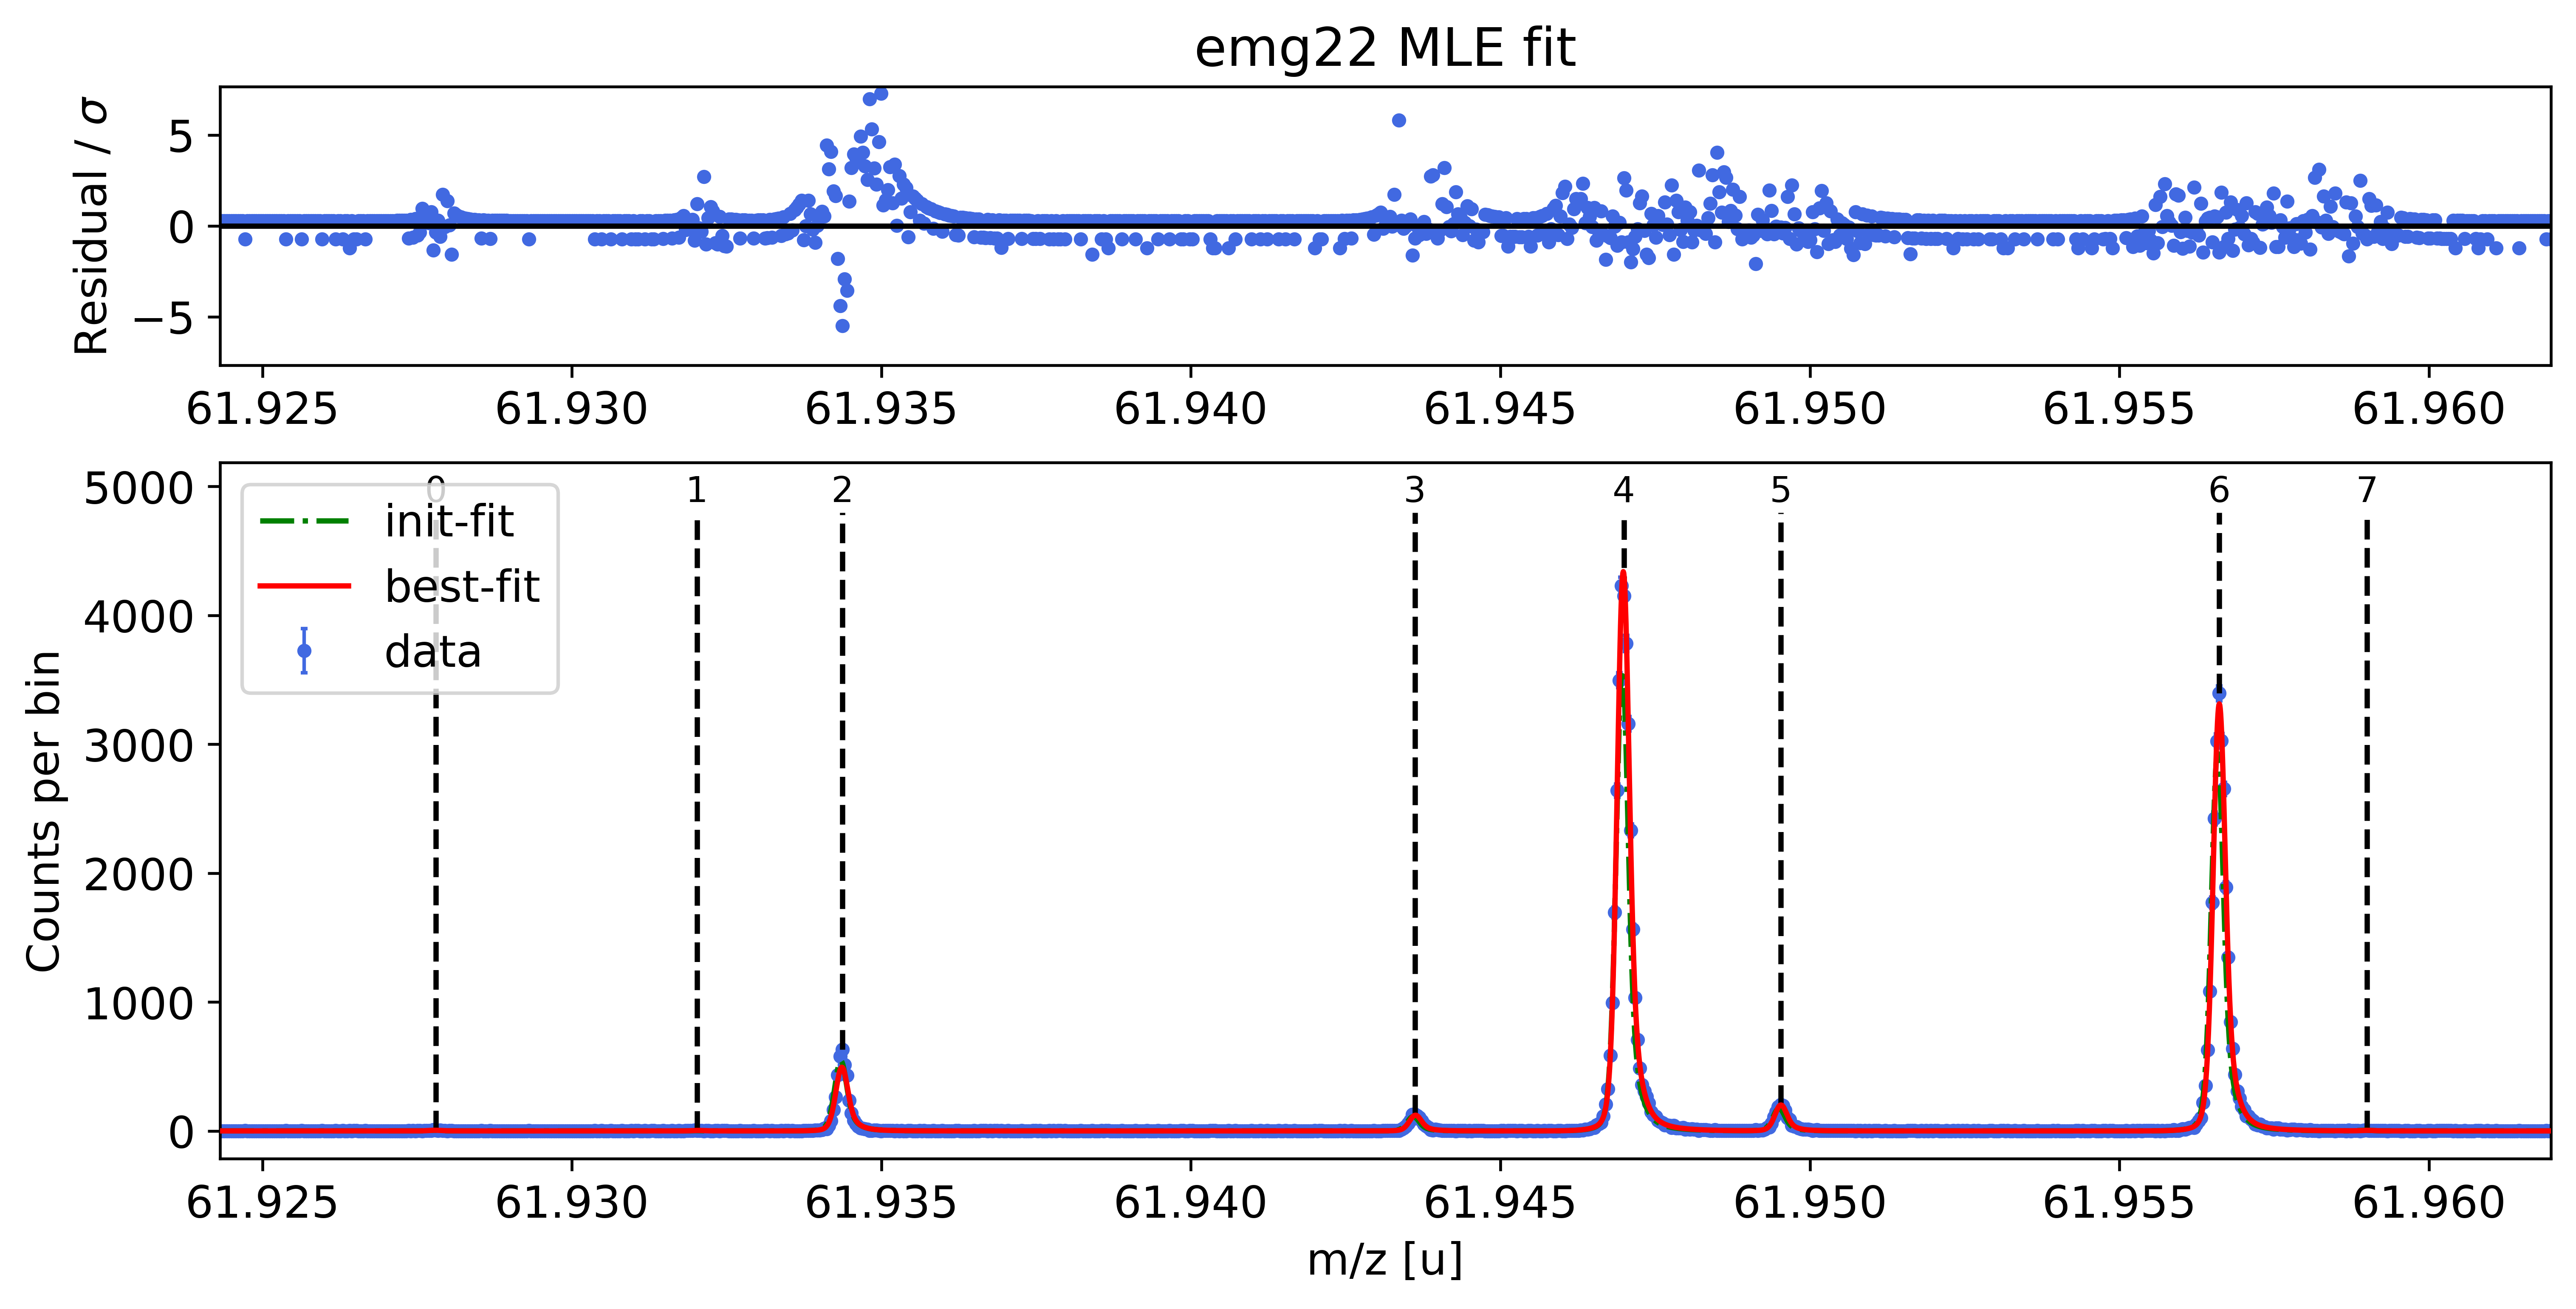 emg22 MLE fit
Residual / σ
5
0
−5
61.925 61.930 61.935 61.940 61.945 61.950 61.955 61.960
Counts per bin
5000
4000
3000
2000
1000
0
0 1 2 3 4 5 6 7
init-fit
best-fit
data
61.925 61.930 61.935 61.940 61.945 61.950 61.955 61.960
m/z [u]